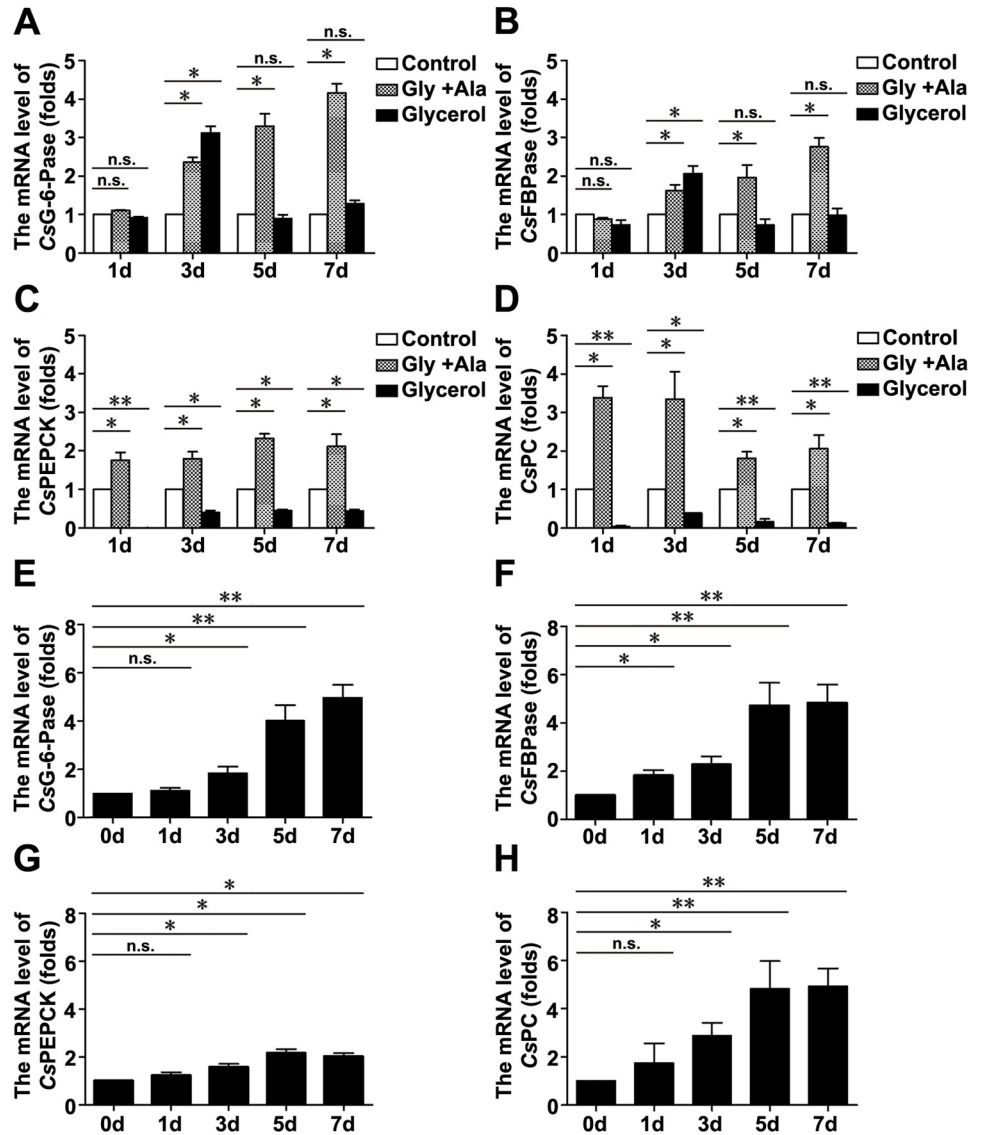 A
The mRNA level of
CsG-6-Pase (folds)
5
4
3
2
1
0
n.s.
n.s.
*
*
n.s.
*
n.s.
*
1d 3d 5d 7d
Control
Gly +Ala
Glycerol
B
The mRNA level of
CsFBPase (folds)
5
4
3
2
1
0
n.s.
n.s.
*
*
n.s.
*
n.s.
*
1d 3d 5d 7d
Control
Gly +Ala
Glycerol
C
The mRNA level of
CsPEPCK (folds)
5
4
3
2
1
0
**
*
*
*
*
*
*
*
1d 3d 5d 7d
Control
Gly +Ala
Glycerol
D
The mRNA level of
CsPC (folds)
5
4
3
2
1
0
**
*
*
*
**
*
**
*
1d 3d 5d 7d
Control
Gly +Ala
Glycerol
E
The mRNA level of
CsG-6-Pase (folds)
8
6
4
2
0
**
**
*
n.s.
0d 1d 3d 5d 7d
F
The mRNA level of
CsFBPase (folds)
8
6
4
2
0
**
**
*
*
0d 1d 3d 5d 7d
G
The mRNA level of
CsPEPCK (folds)
8
6
4
2
0
*
*
*
n.s.
0d 1d 3d 5d 7d
H
The mRNA level of
CsPC (folds)
8
6
4
2
0
**
**
*
n.s.
0d 1d 3d 5d 7d